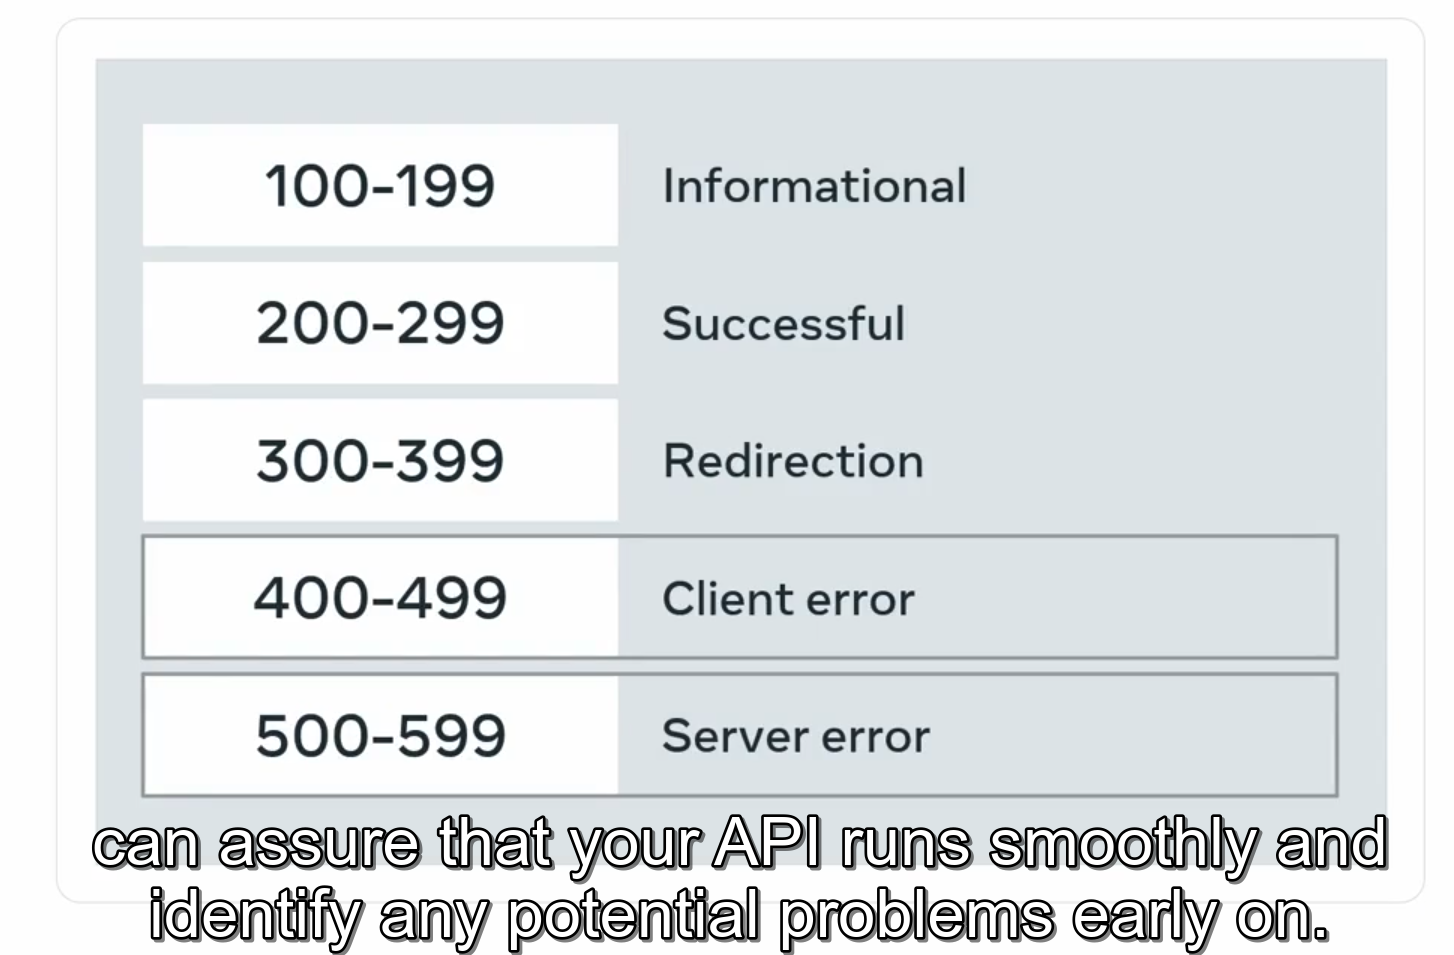 100-199 Informational
200-299 Successful
300-399 Redirection
400-499 Client error
500-599 Server error
can assure that your API runs smoothly and
identify any potential problems early on.